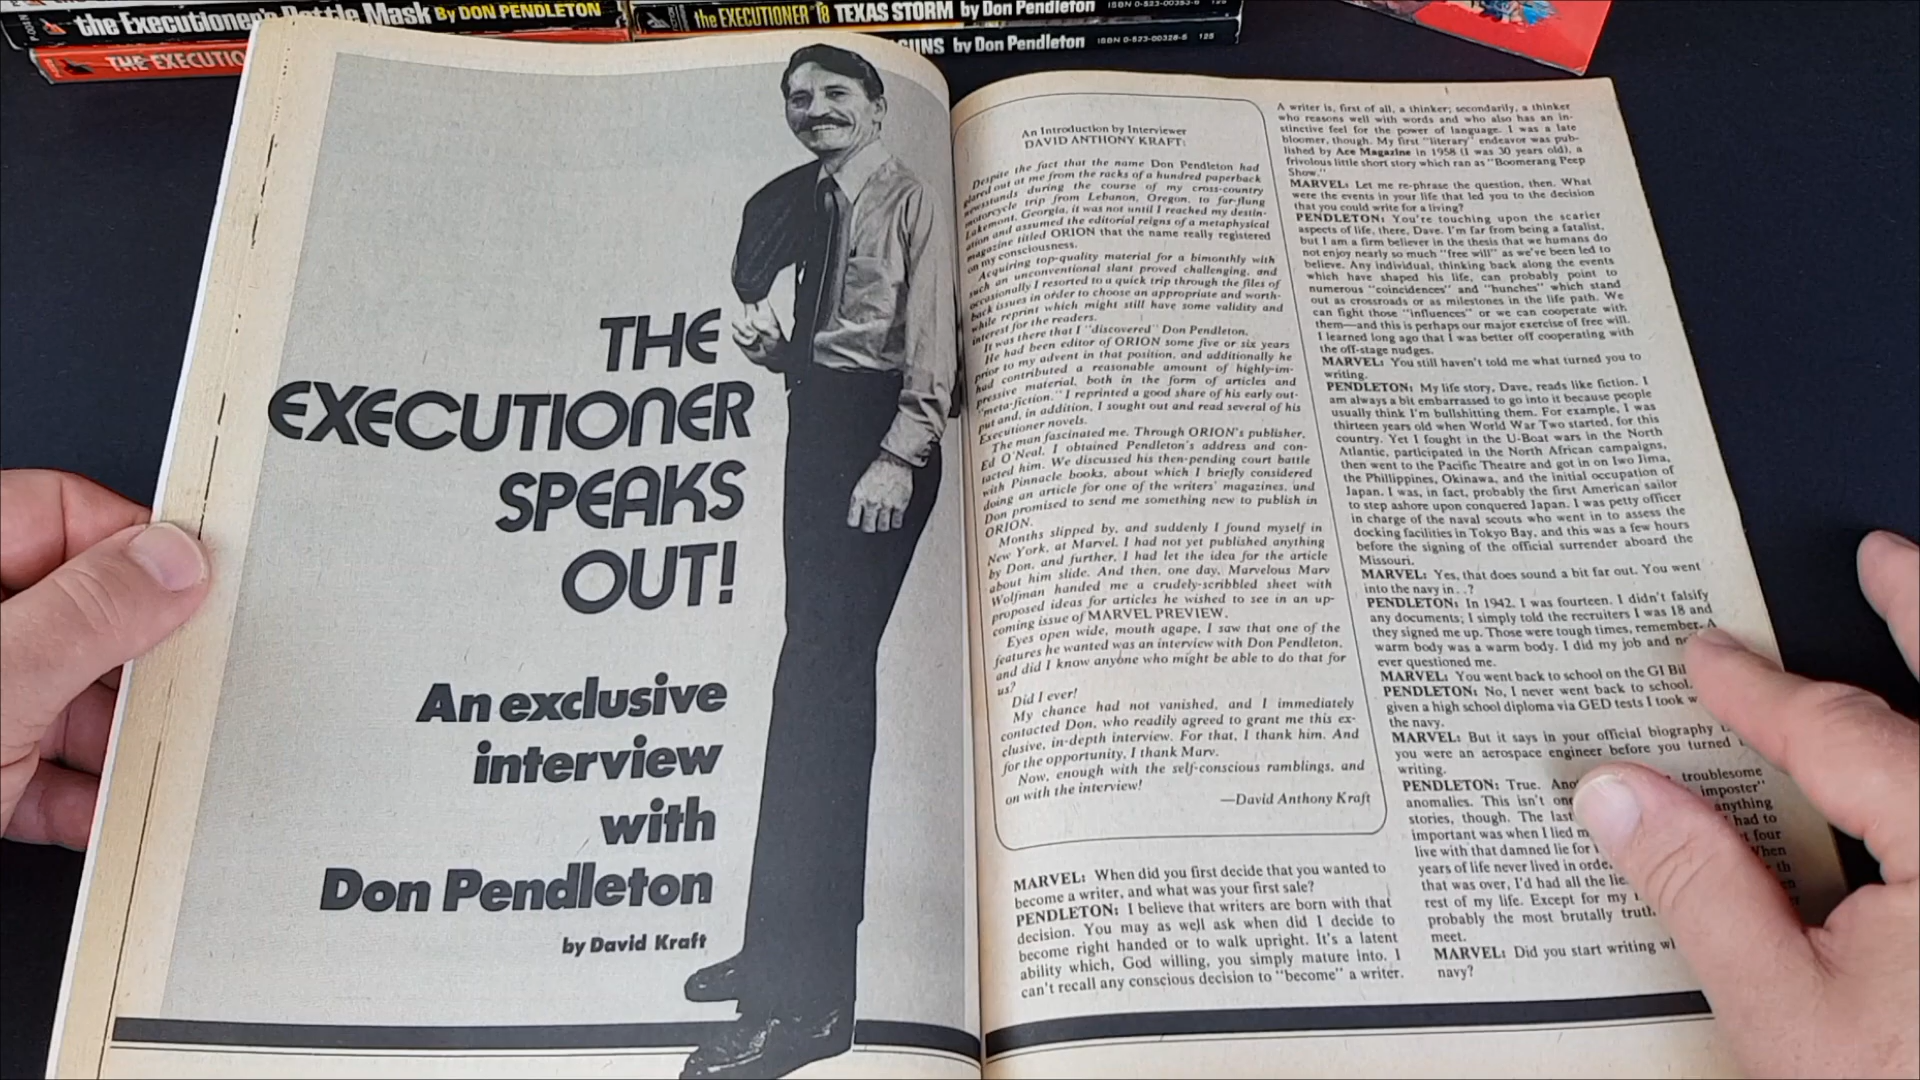 the Executioner's Battle Mask By DON PENDLETON
THE EXECUTIO
the EXECUTIONER 18 TEXAS STORM by Don Pendleton
GUNS by Don Pendleton ISBN 0-523-00328-5 125
THE
EXECUTIONER
SPEAKS
OUT!
An exclusive
interview
with
Don Pendleton
by David Kraft
An Introduction by Interviewer
DAVID ANTHONY KRAFT:
Despite the fact that the name Don Pendleton had
glared out at me from the racks of a hundred paperback
newsstands during the course of my cross-country
motorcycle trip from Lebanon, Oregon, to far-flung
Lakemont, Georgia, it was not until I reached my destin-
ation and assumed the editorial reigns of a metaphysical
magazine titled ORION that the name really registered
on my consciousness.
Acquiring top-quality material for a bimonthly with
such an unconventional slant proved challenging, and
occasionally I resorted to a quick trip through the files of
back issues in order to choose an appropriate and worth-
while reprint which might still have some validity and
interest for the readers.
It was there that I "discovered" Don Pendleton.
He had been editor of ORION some five or six years
prior to my advent in that position, and additionally he
had contributed a reasonable amount of highly-im-
pressive material, both in the form of articles and
"meta-fiction." I reprinted a good share of his early out-
put and, in addition, I sought out and read several of his
Executioner novels.
The man fascinated me. Through ORION's publisher,
Ed O'Neal, I obtained Pendleton's address and con-
tacted him. We discussed his then-pending court battle
with Pinnacle books, about which I briefly considered
doing an article for one of the writers' magazines, and
Don promised to send me something new to publish in
ORION.
Months slipped by, and suddenly I found myself in
New York, at Marvel. I had not yet published anything
by Don, and further, I had let the idea for the article
about him slide. And then, one day, Marvelous Marv
Wolfman handed me a crudely-scribbled sheet with
proposed ideas for articles he wished to see in an up-
coming issue of MARVEL PREVIEW.
Eyes open wide, mouth agape, I saw that one of the
features he wanted was an interview with Don Pendleton,
and did I know anyone who might be able to do that for
us?
Did I ever!
My chance had not vanished, and I immediately
contacted Don, who readily agreed to grant me this ex-
clusive, in-depth interview. For that, I thank him. And
for the opportunity, I thank Marv.
Now, enough with the self-conscious ramblings, and
on with the interview!
—David Anthony Kraft
MARVEL: When did you first decide that you wanted to
become a writer, and what was your first sale?
PENDLETON: I believe that writers are born with that
decision. You may as well ask when did I decide to
become right handed or to walk upright. It's a latent
ability which, God willing, you simply mature into. I
can't recall any conscious decision to "become" a writer.
A writer is, first of all, a thinker; secondarily, a thinker
who reasons well with words and who also has an in-
stinctive feel for the power of language. I was a late
bloomer, though. My first "literary" endeavor was pub-
lished by Ace Magazine in 1958 (I was 30 years old), a
frivolous little short story which ran as "Boomerang Peep
Show."
MARVEL: Let me re-phrase the question, then. What
were the events in your life that led you to the decision
that you could write for a living?
PENDLETON: You're touching upon the scarier
aspects of life, there, Dave. I'm far from being a fatalist,
but I am a firm believer in the thesis that we humans do
not enjoy nearly so much "free will" as we've been led to
believe. Any individual, thinking back along the events
which have shaped his life, can probably point to
numerous "coincidences" and "hunches" which stand
out as crossroads or as milestones in the life path. We
can fight those "influences" or we can cooperate with
them—and this is perhaps our major exercise of free will.
I learned long ago that I was better off cooperating with
the off-stage nudges.
MARVEL: You still haven't told me what turned you to
writing.
PENDLETON: My life story, Dave, reads like fiction. I
am always a bit embarrassed to go into it because people
usually think I'm bullshitting them. For example, I was
thirteen years old when World War Two started, for this
country. Yet I fought in the U-Boat wars in the North
Atlantic, participated in the North African campaigns,
then went to the Pacific Theatre and got in on Iwo Jima,
the Phillippines, Okinawa, and the initial occupation of
Japan. I was, in fact, probably the first American sailor
to step ashore upon conquered Japan. I was petty officer
in charge of the naval scouts who went in to assess the
docking facilities in Tokyo Bay, and this was a few hours
before the signing of the official surrender aboard the
Missouri.
MARVEL: Yes, that does sound a bit far out. You went
into the navy in . .?
PENDLETON: In 1942. I was fourteen. I didn't falsify
any documents; I simply told the recruiters I was 18 and
they signed me up. Those were tough times, remember. A
warm body was a warm body. I did my job and
ever questioned me.
MARVEL: You went back to school on the GI Bil
PENDLETON: No, I never went back to school.
given a high school diploma via GED tests I took
the navy.
MARVEL: But it says in your official biography
you were an aerospace engineer before you turned
writing.
PENDLETON: True. troublesome
anomalies. This isn't imposter"
stories, though. The last anything
important was when I lied had to
live with that damned lie for four
years of life never lived in When
that was over, I'd had all the
rest of my life. Except for my
probably the most brutally
meet.
MARVEL: Did you start writing
navy?